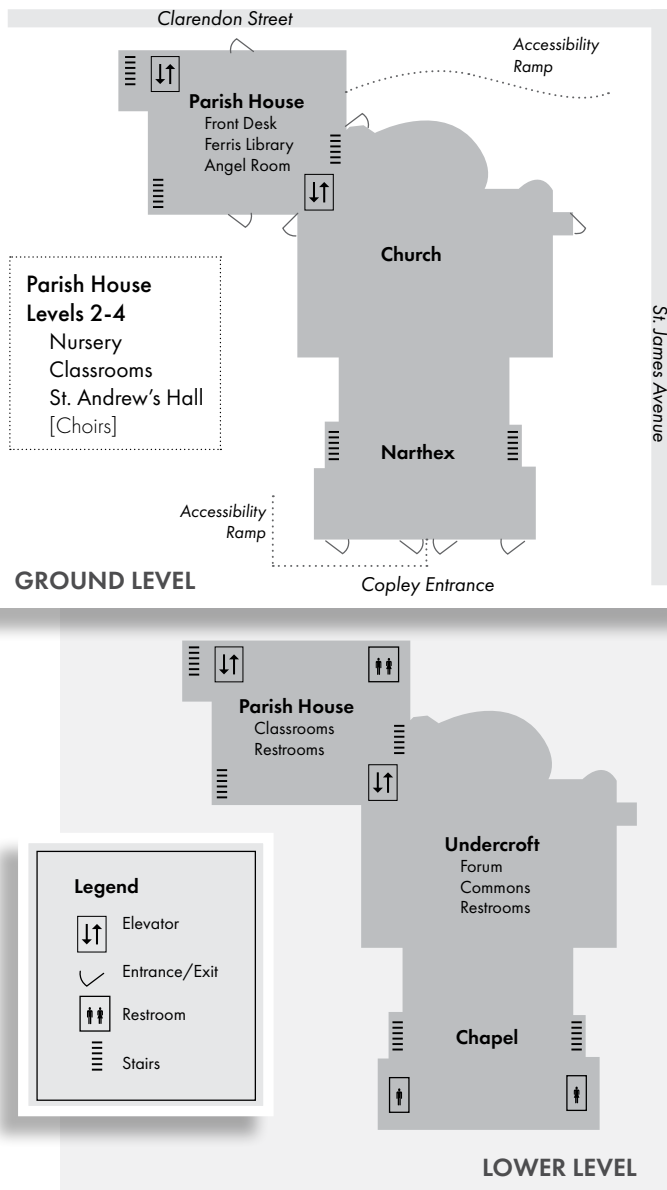 Clarendon Street
Accessibility
Ramp
Parish House
Front Desk
Ferris Library
Angel Room
Church
Parish House
Levels 2-4
Nursery
Classrooms
St. Andrew's Hall
[Choirs]
St. James Avenue
Narthex
Accessibility
Ramp
GROUND LEVEL
Copley Entrance
Parish House
Classrooms
Restrooms
Undercroft
Forum
Commons
Restrooms
Legend
Elevator
Entrance/Exit
Restroom
Stairs
Chapel
LOWER LEVEL